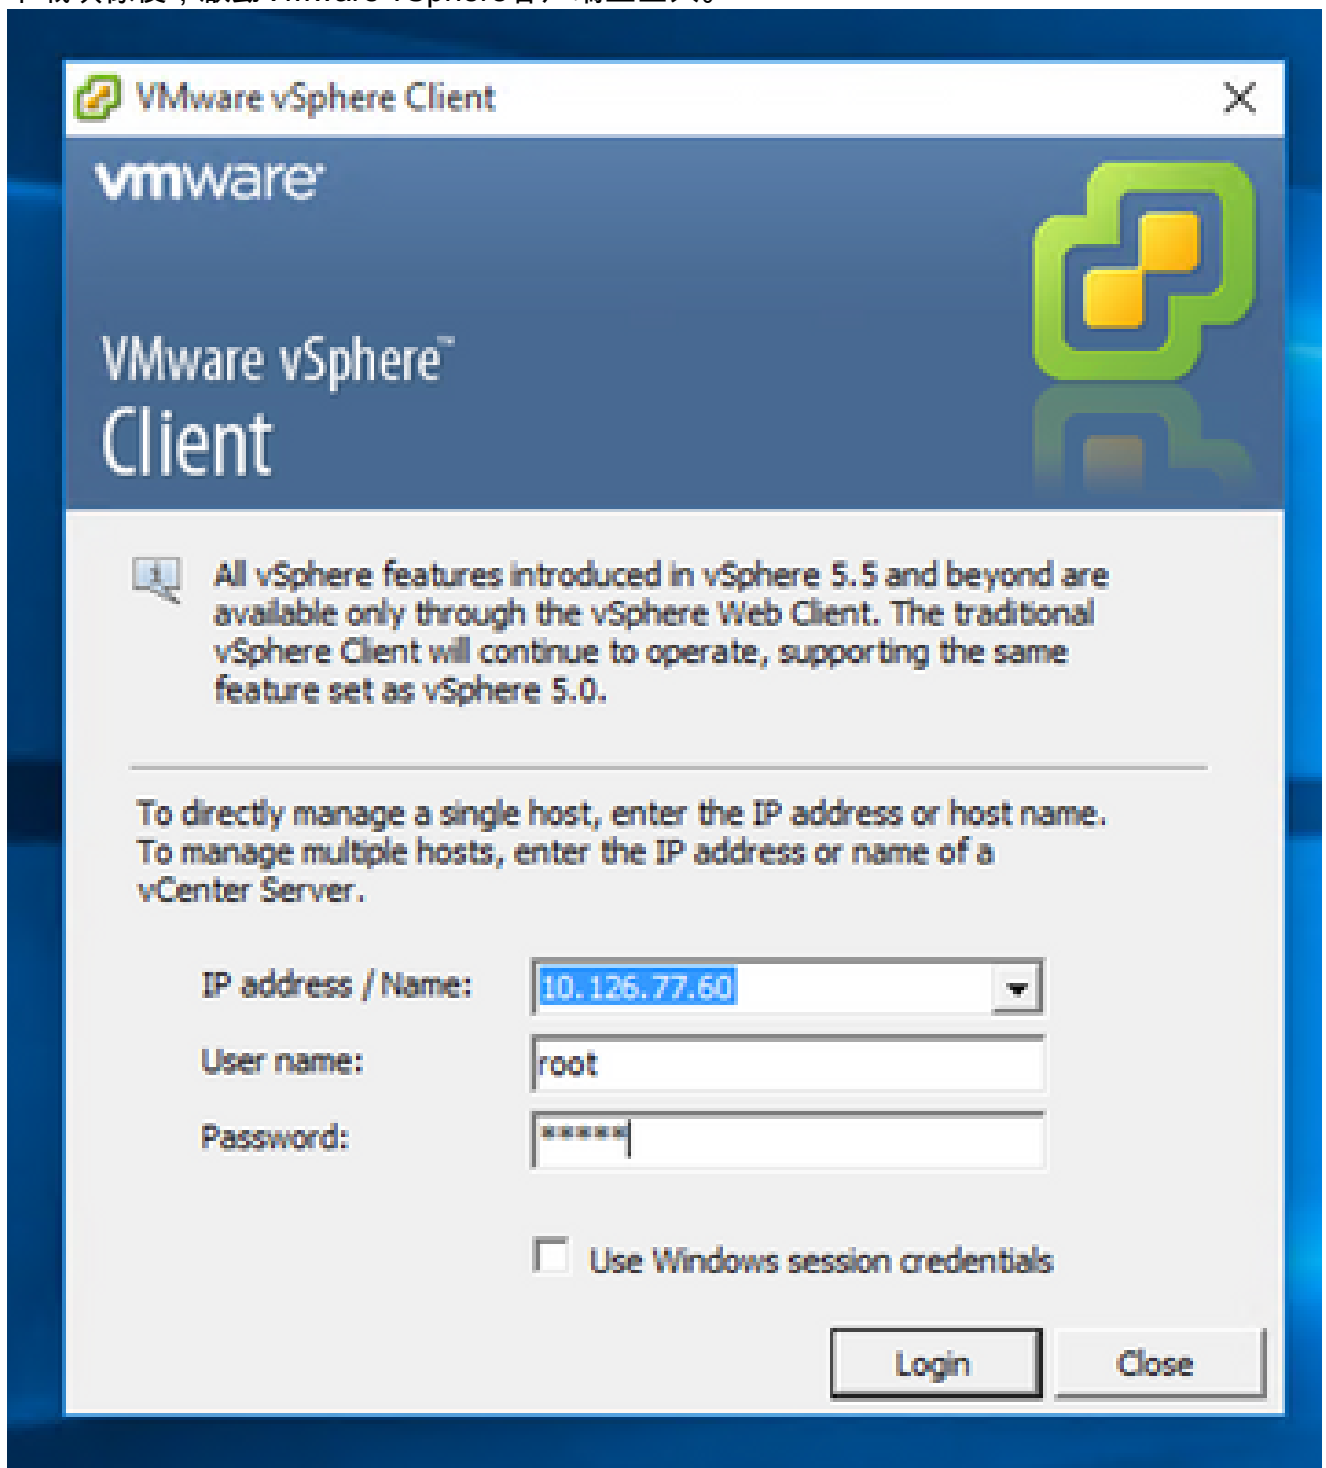 VMware vSphere
VMware vSphere Client
vmware
VMware vSphere™
Client
All vSphere features introduced in vSphere 5.5 and beyond are
available only through the vSphere Web Client. The traditional
vSphere Client will continue to operate, supporting the same
feature set as vSphere 5.0.
To directly manage a single host, enter the IP address or host name.
To manage multiple hosts, enter the IP address or name of a
vCenter Server.
IP address / Name: 10.126.77.60
User name: root
Password: *****
Use Windows session credentials
Login Close